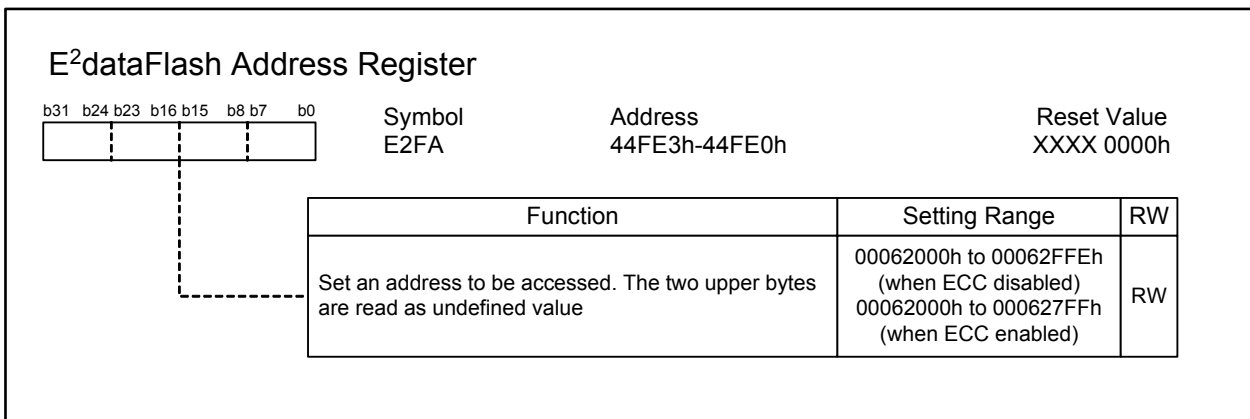 E²dataFlash Address Register
b31 b24 b23 b16 b15 b8 b7 b0
Symbol Address Reset Value
E2FA 44FE3h-44FE0h XXXX 0000h
Function Setting Range RW
Set an address to be accessed. The two upper bytes
are read as undefined value
00062000h to 00062FFEh
(when ECC disabled)
00062000h to 000627FFh
(when ECC enabled)
RW